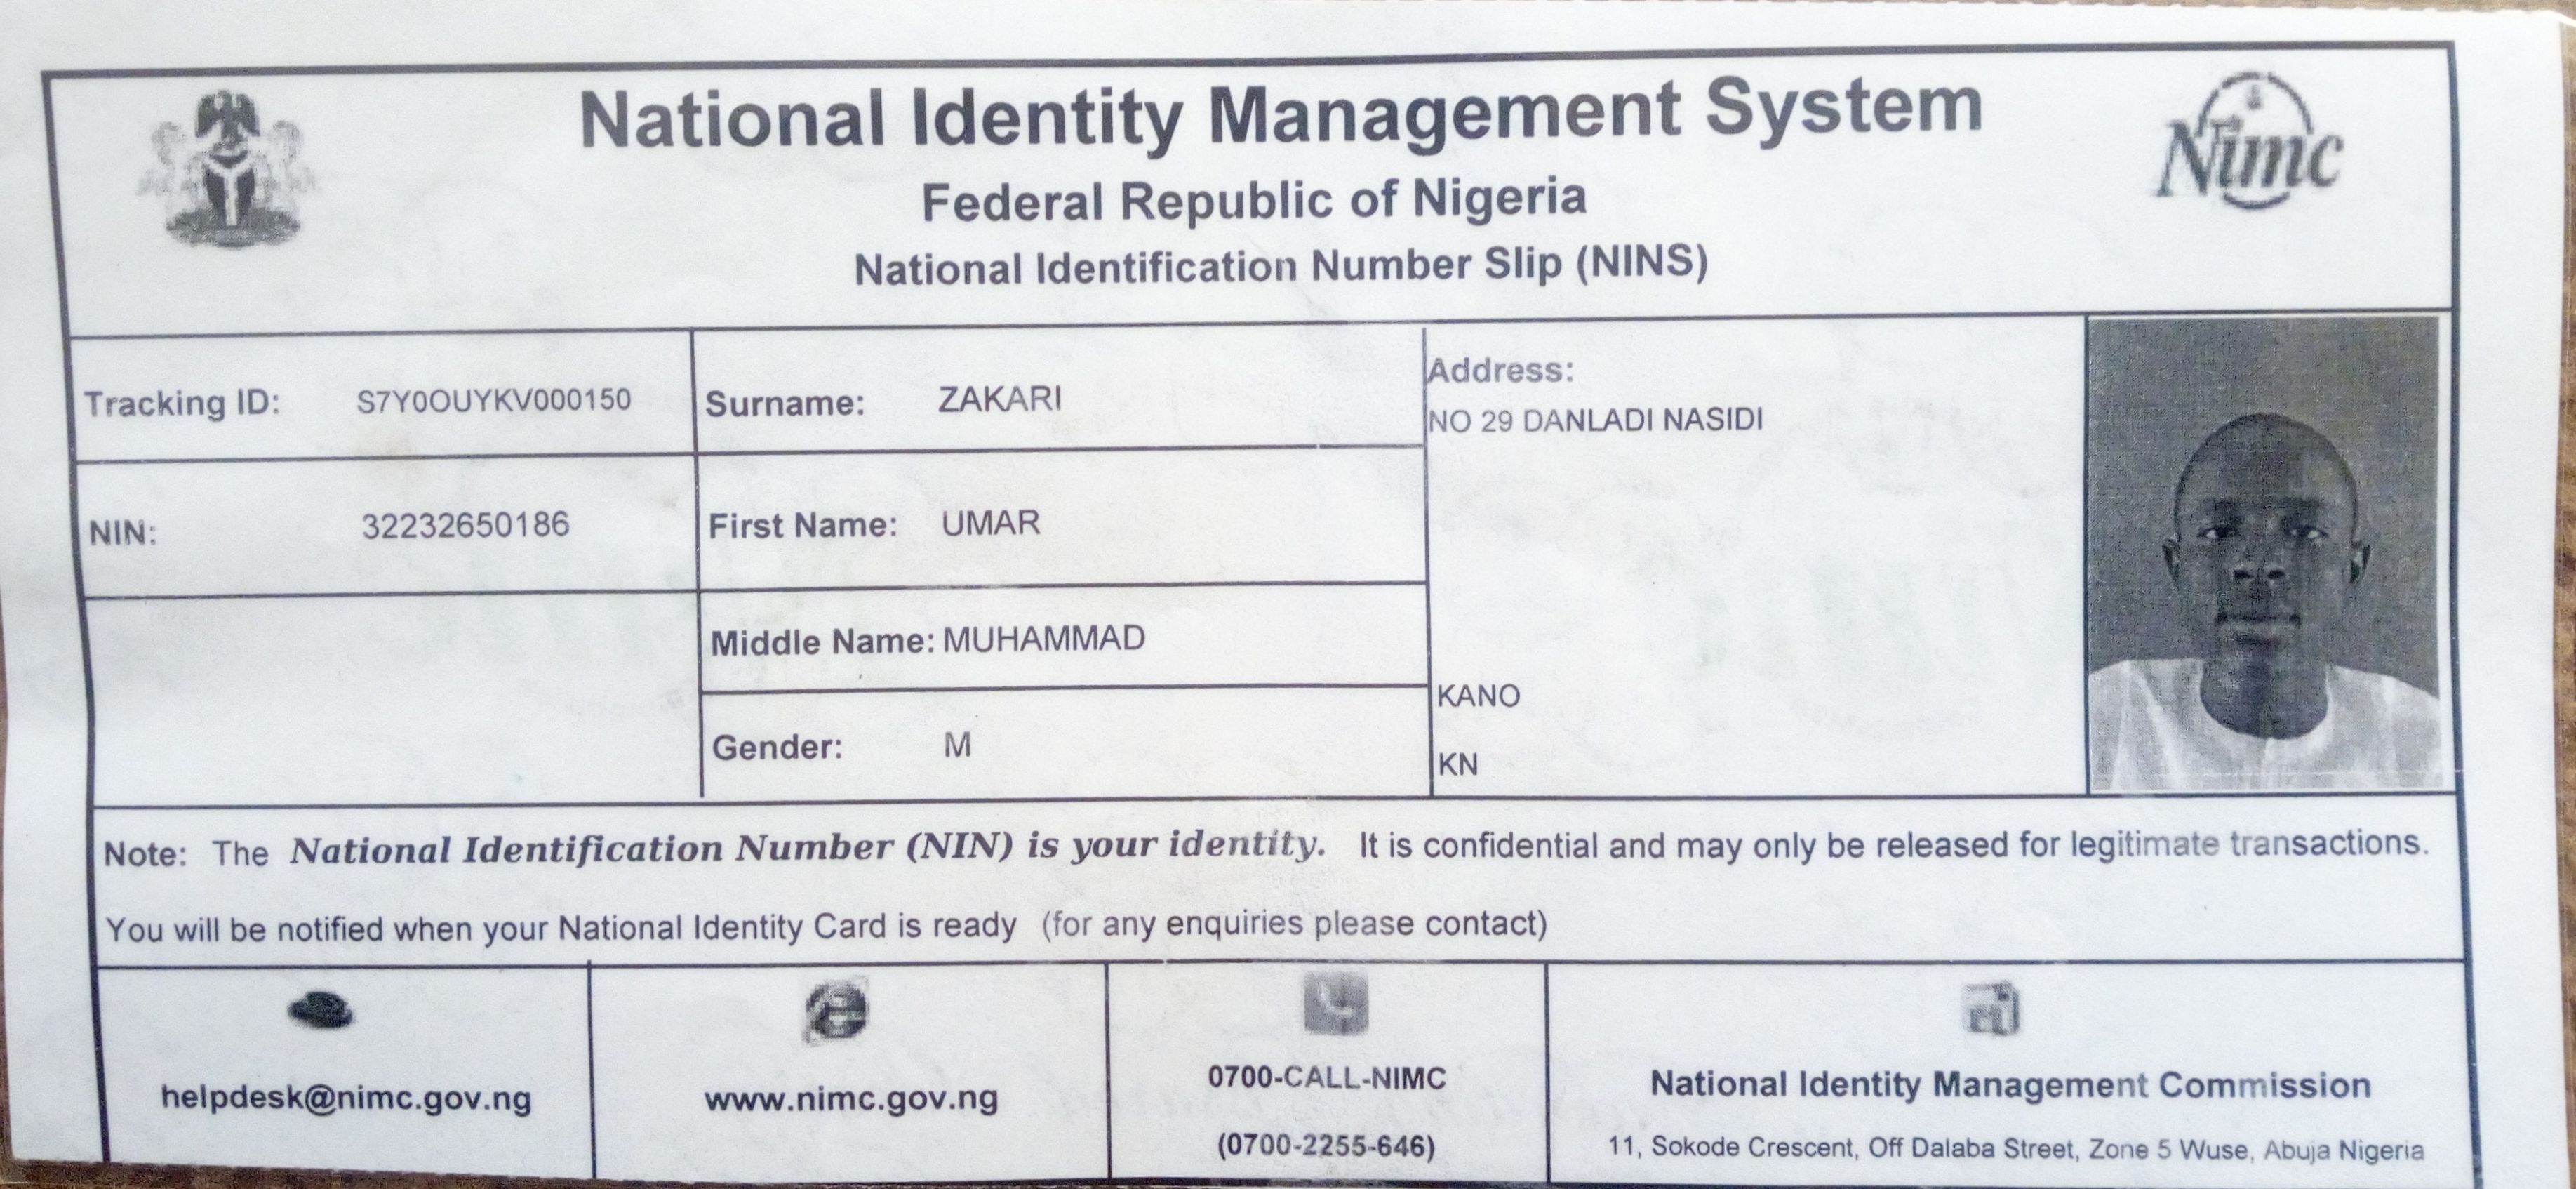 National Identity Management System
Federal Republic of Nigeria
National Identification Number Slip (NINS)
Nimc
Tracking ID: S7Y0OUYKV000150
Surname: ZAKARI
Address:
NO 29 DANLADI NASIDI
NIN: 32232650186
First Name: UMAR
Middle Name: MUHAMMAD
KANO
Gender: M
KN
Note: The National Identification Number (NIN) is your identity. It is confidential and may only be released for legitimate transactions.
You will be notified when your National Identity Card is ready (for any enquiries please contact)
helpdesk@nimc.gov.ng
www.nimc.gov.ng
0700-CALL-NIMC
(0700-2255-646)
National Identity Management Commission
11, Sokode Crescent, Off Dalaba Street, Zone 5 Wuse, Abuja Nigeria